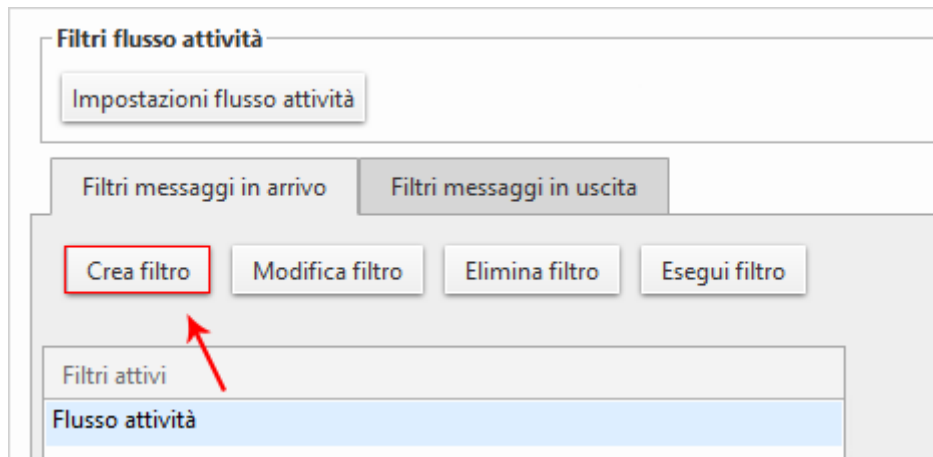 Filtri flusso attività
Impostazioni flusso attività
Filtri messaggi in arrivo Filtri messaggi in uscita
Crea filtro Modifica filtro Elimina filtro Esegui filtro
Filtri attivi
Flusso attività